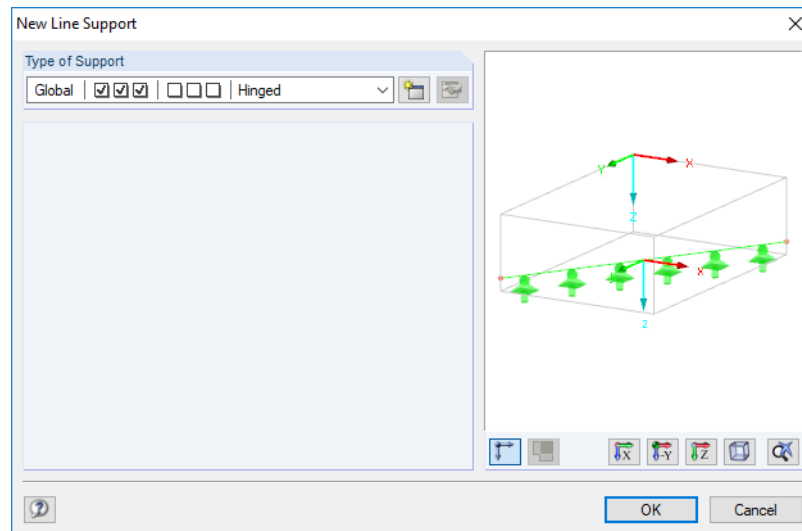 New Line Support
Type of Support
Global Hinged
Y X
Z
X
z
X -Y Z
OK Cancel